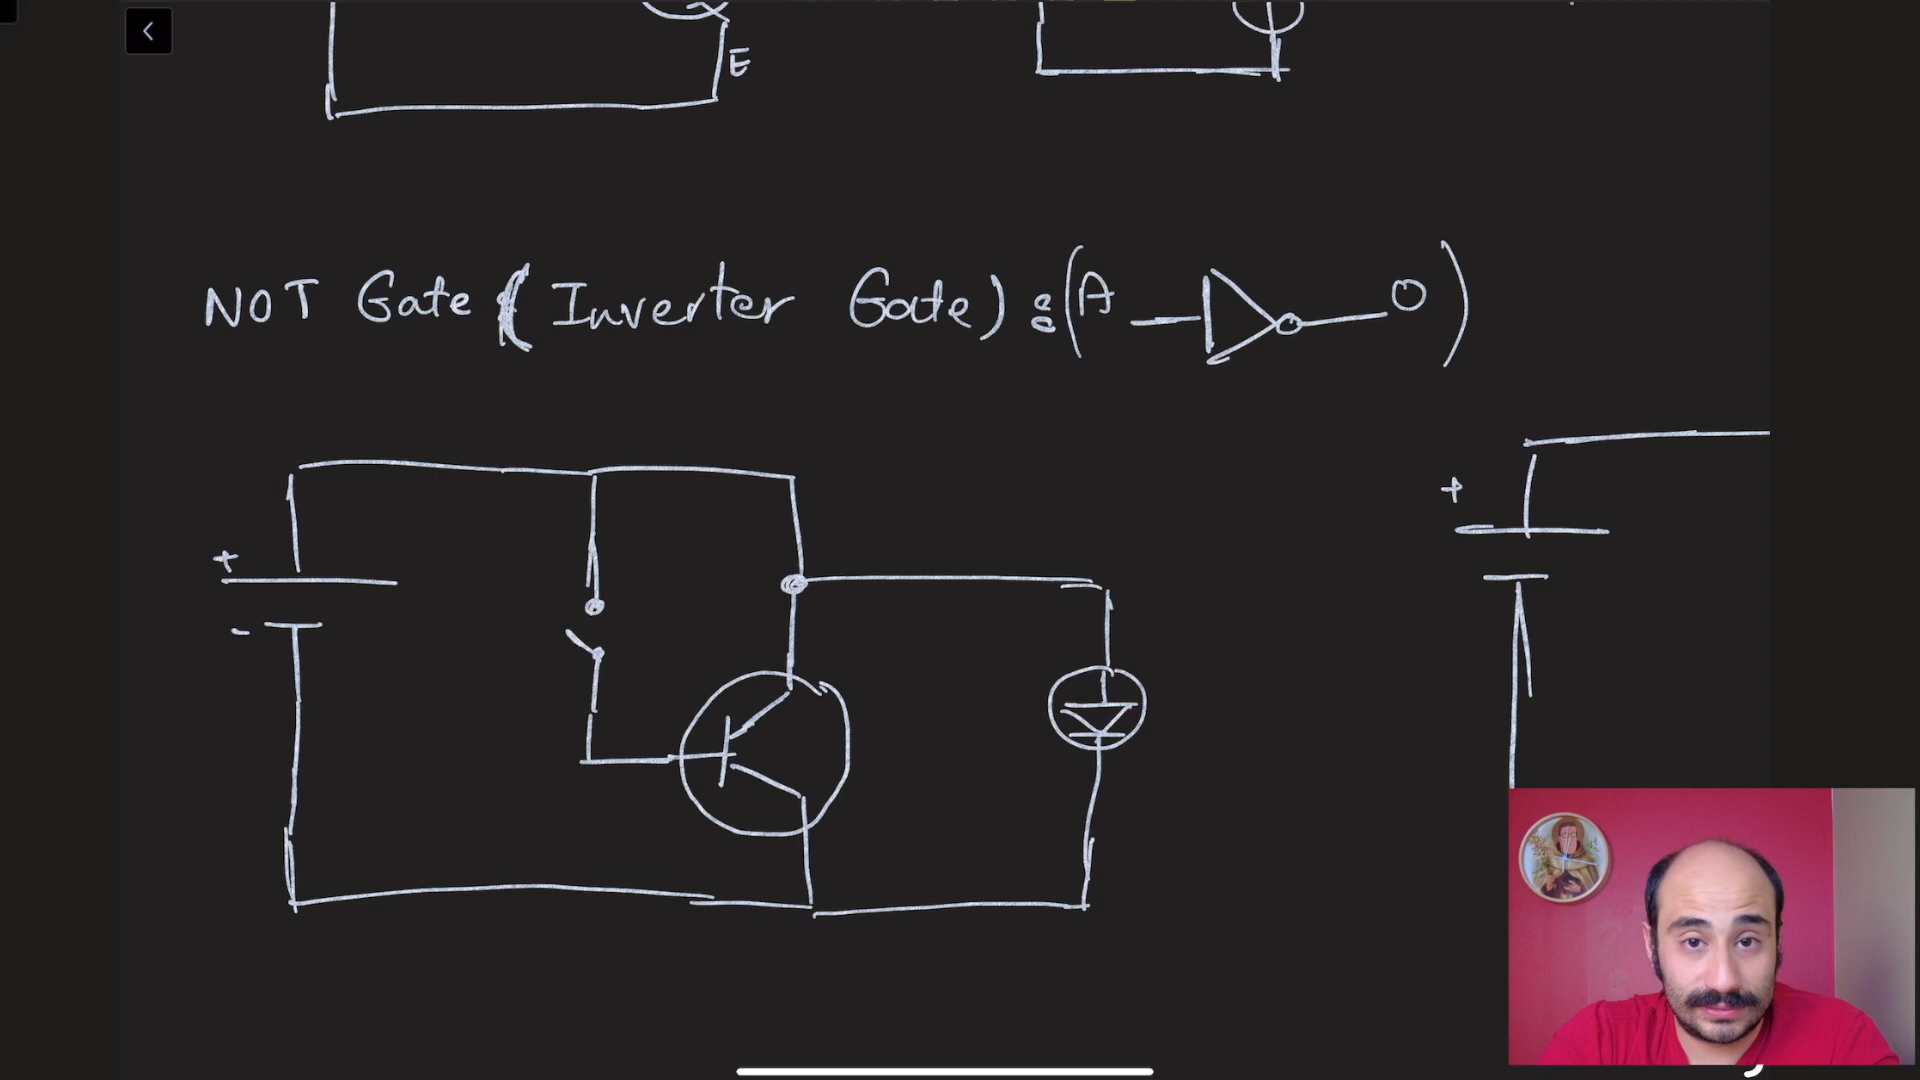 E
NOT Gate (Inverter Gate) : (A O)
+
-
+